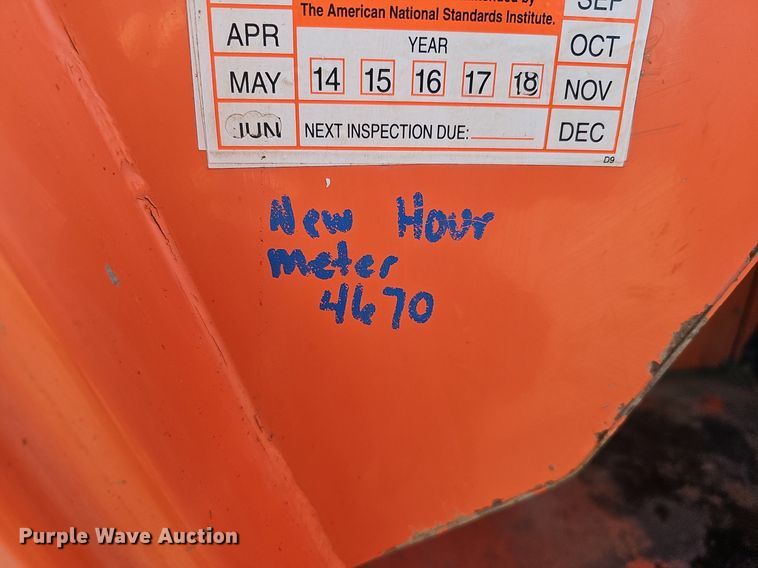 SEP
The American National Standards Institute.
APR YEAR OCT
MAY 14 15 16 17 18 NOV
JUN NEXT INSPECTION DUE: DEC
D9
New Hour
meter
4670
Purple Wave Auction